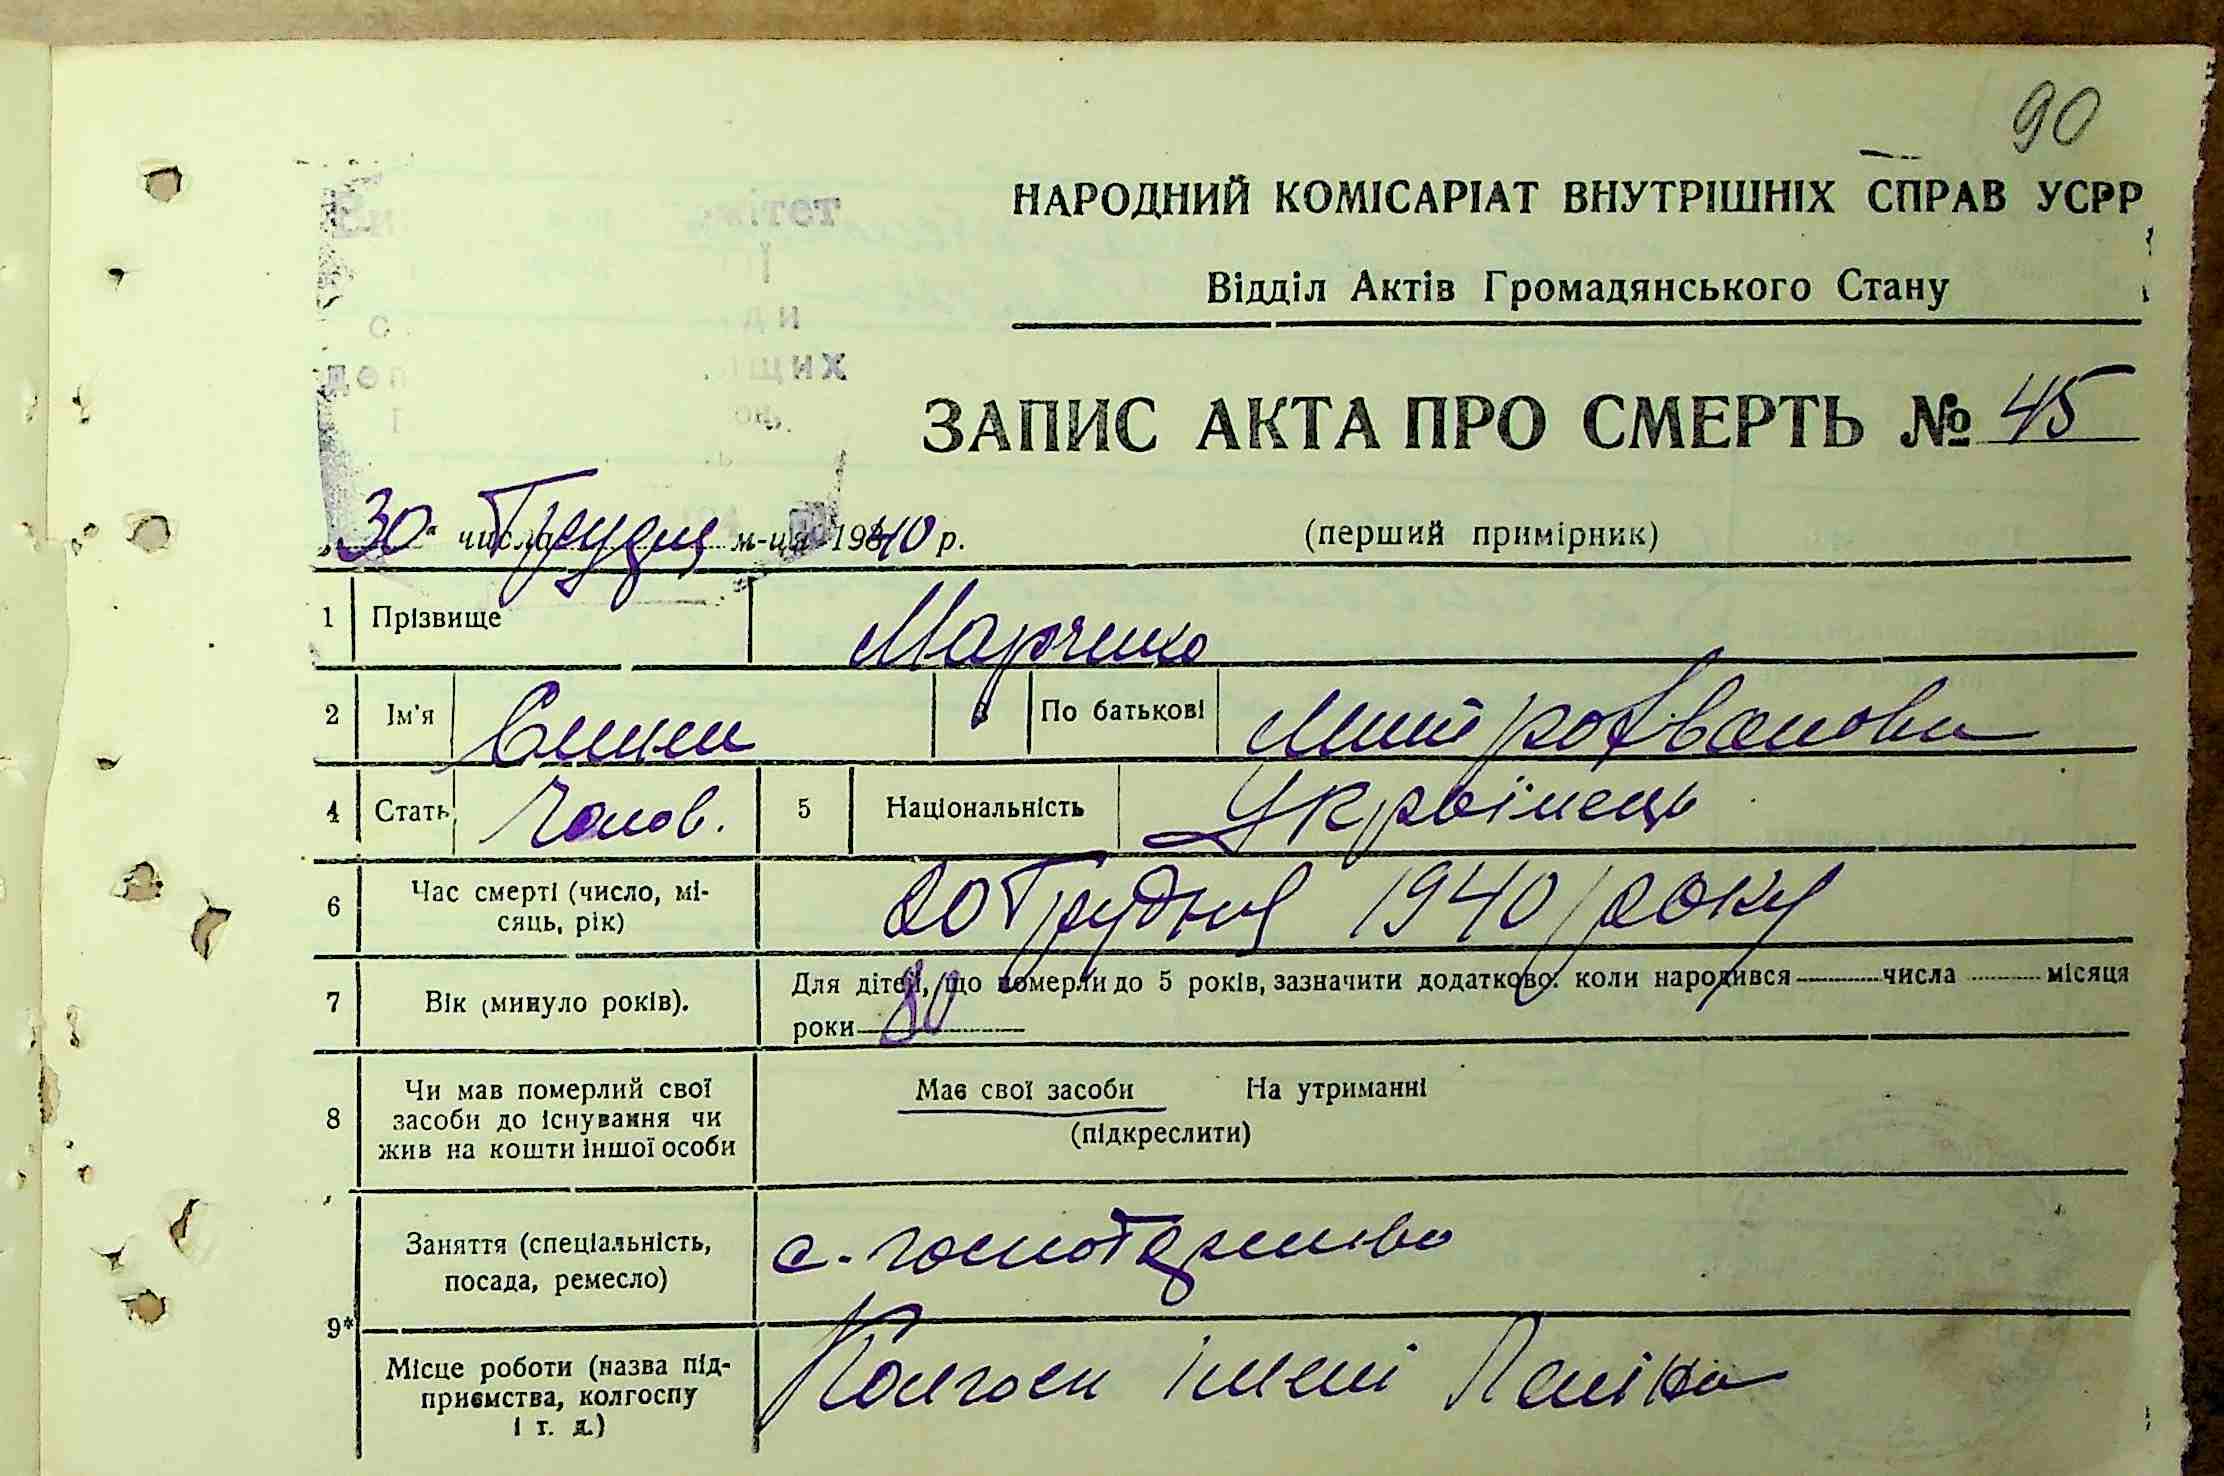 90
НАРОДНИЙ КОМІСАРІАТ ВНУТРІШНІХ СПРАВ УСРР
Відділ Актів Громадянського Стану
ЗАПИС АКТА ПРО СМЕРТЬ № 45
30 числа Грудня м-ця 1940 р. (перший примірник)
1 Прізвище Марченко
2 Ім'я 3 По батькові
4 Стать Чолов. 5 Національність Українець
6 Час смерті (число, мі-
сяць, рік) 20 Грудня 1940 року
7 Вік (минуло років). Для дітей, що померли до 5 років, зазначити додатково: коли народився числа місяця
роки 80
8 Чи мав померлий свої
засоби до існування чи
жив на кошти іншої особи
Має свої засоби На утриманні
(підкреслити)
Заняття (спеціальність,
посада, ремесло)
с.
9*
Місце роботи (назва під-
приємства, колгоспу
і т. д.)
Колгосп імені Леніна